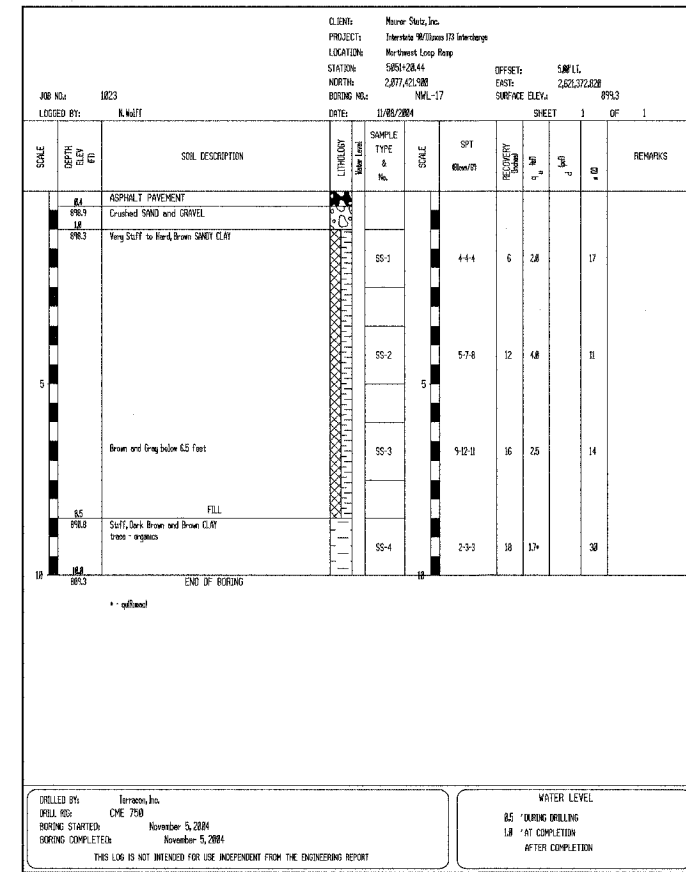 CLIENT: Maurer Stutz, Inc.
PROJECT: Interstate 90/Illinois 173 Interchange
LOCATION: Northwest Loop Ramp
STATION: 5051+20.44 OFFSET: 5.00' LT.
NORTH: 2,077,421.900 EAST: 2,621,372.820
JOB NO.: 1023 BORING NO.: NWL-17 SURFACE ELEV.: 899.3
LOGGED BY: N. Wolff DATE: 11/08/2004 SHEET 1 OF 1
SCALE DEPTH ELEV (FT) SOIL DESCRIPTION LITHOLOGY Water Level SAMPLE TYPE & No. SCALE SPT (Blows/6") RECOVERY (Inches) qu (tsf) d (pcf) w (%) REMARKS
0.4 ASPHALT PAVEMENT
898.9 Crushed SAND and GRAVEL
1.0
898.3 Very Stiff to Hard, Brown SANDY CLAY
SS-1 4-4-4 6 2.0 17
SS-2 5-7-8 12 4.0 11
5 5
Brown and Gray below 6.5 feet SS-3 9-12-11 16 2.5 14
8.5 FILL
890.8 Stiff, Dark Brown and Brown CLAY
trace - organics
SS-4 2-3-3 18 1.7* 30
10 10.0 10
889.3 END OF BORING
* - qu(Rimac)
DRILLED BY: Terracon, Inc.
DRILL RIG: CME 750
BORING STARTED: November 5, 2004
BORING COMPLETED: November 5, 2004
THIS LOG IS NOT INTENDED FOR USE INDEPENDENT FROM THE ENGINEERING REPORT
WATER LEVEL
0.5 ' DURING DRILLING
1.0 ' AT COMPLETION
AFTER COMPLETION